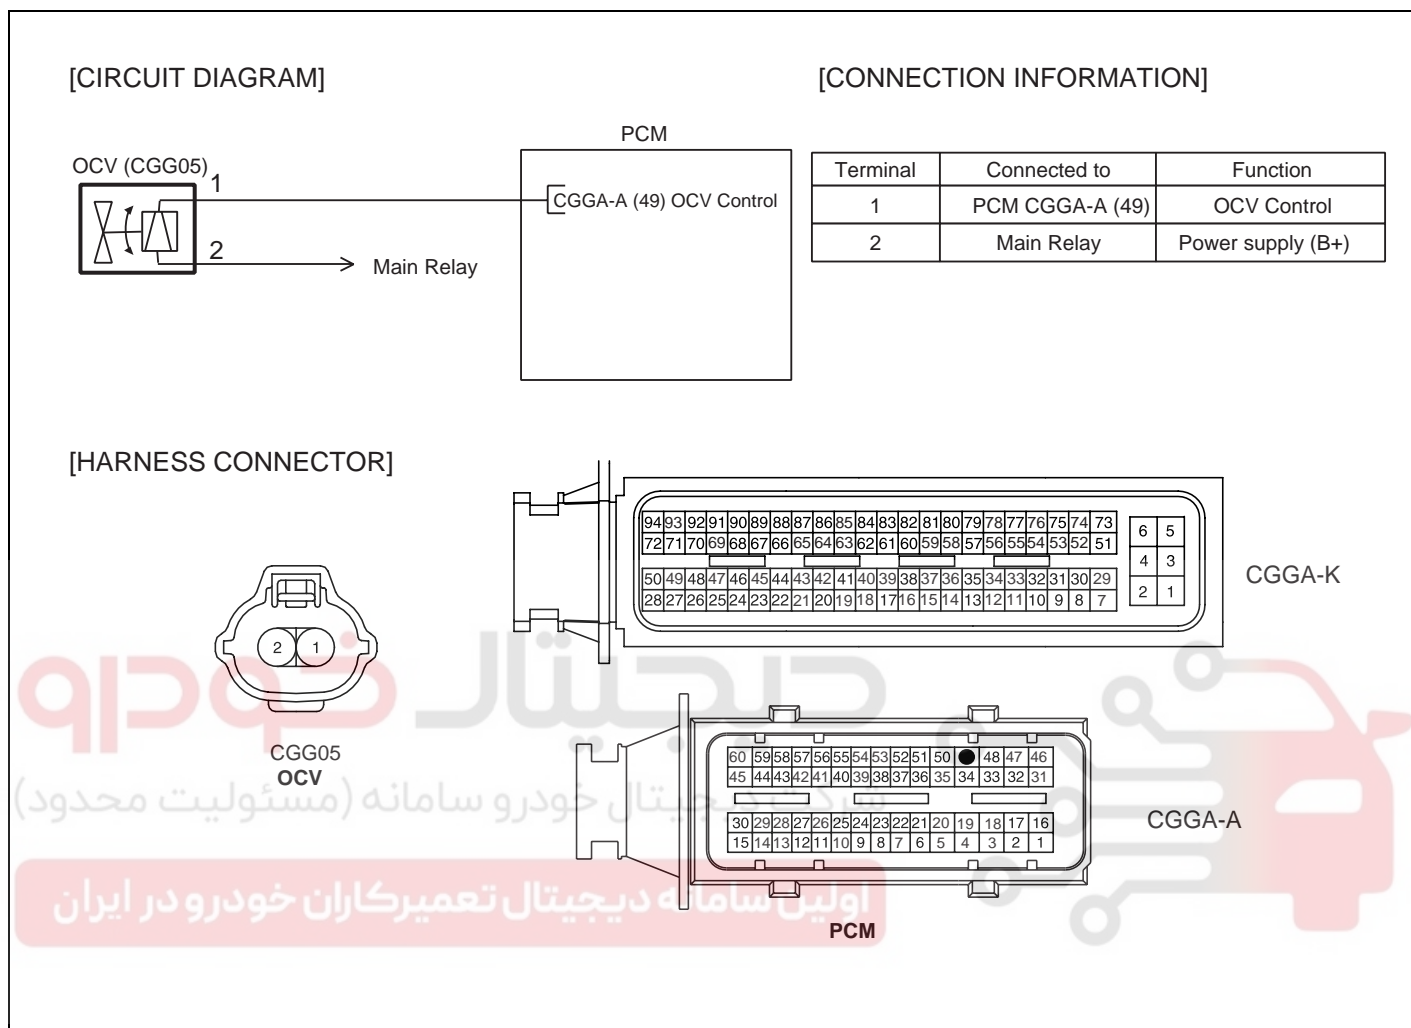 [CIRCUIT DIAGRAM]
[CONNECTION INFORMATION]
PCM
OCV (CGG05)
1
CGGA-A (49) OCV Control
2
Main Relay
Terminal Connected to Function
1 PCM CGGA-A (49) OCV Control
2 Main Relay Power supply (B+)
[HARNESS CONNECTOR]
94 93 92 91 90 89 88 87 86 85 84 83 82 81 80 79 78 77 76 75 74 73
72 71 70 69 68 67 66 65 64 63 62 61 60 59 58 57 56 55 54 53 52 51
50 49 48 47 46 45 44 43 42 41 40 39 38 37 36 35 34 33 32 31 30 29
28 27 26 25 24 23 22 21 20 19 18 17 16 15 14 13 12 11 10 9 8 7
6 5
4 3
2 1
CGGA-K
2 1
CGG05
OCV
60 59 58 57 56 55 54 53 52 51 50 48 47 46
45 44 43 42 41 40 39 38 37 36 35 34 33 32 31
30 29 28 27 26 25 24 23 22 21 20 19 18 17 16
15 14 13 12 11 10 9 8 7 6 5 4 3 2 1
CGGA-A
PCM
دیجیتال خودرو
شرکت دیجیتال خودرو سامانه (مسئولیت محدود)
اولین سامانه دیجیتال تعمیرکاران خودرو در ایران